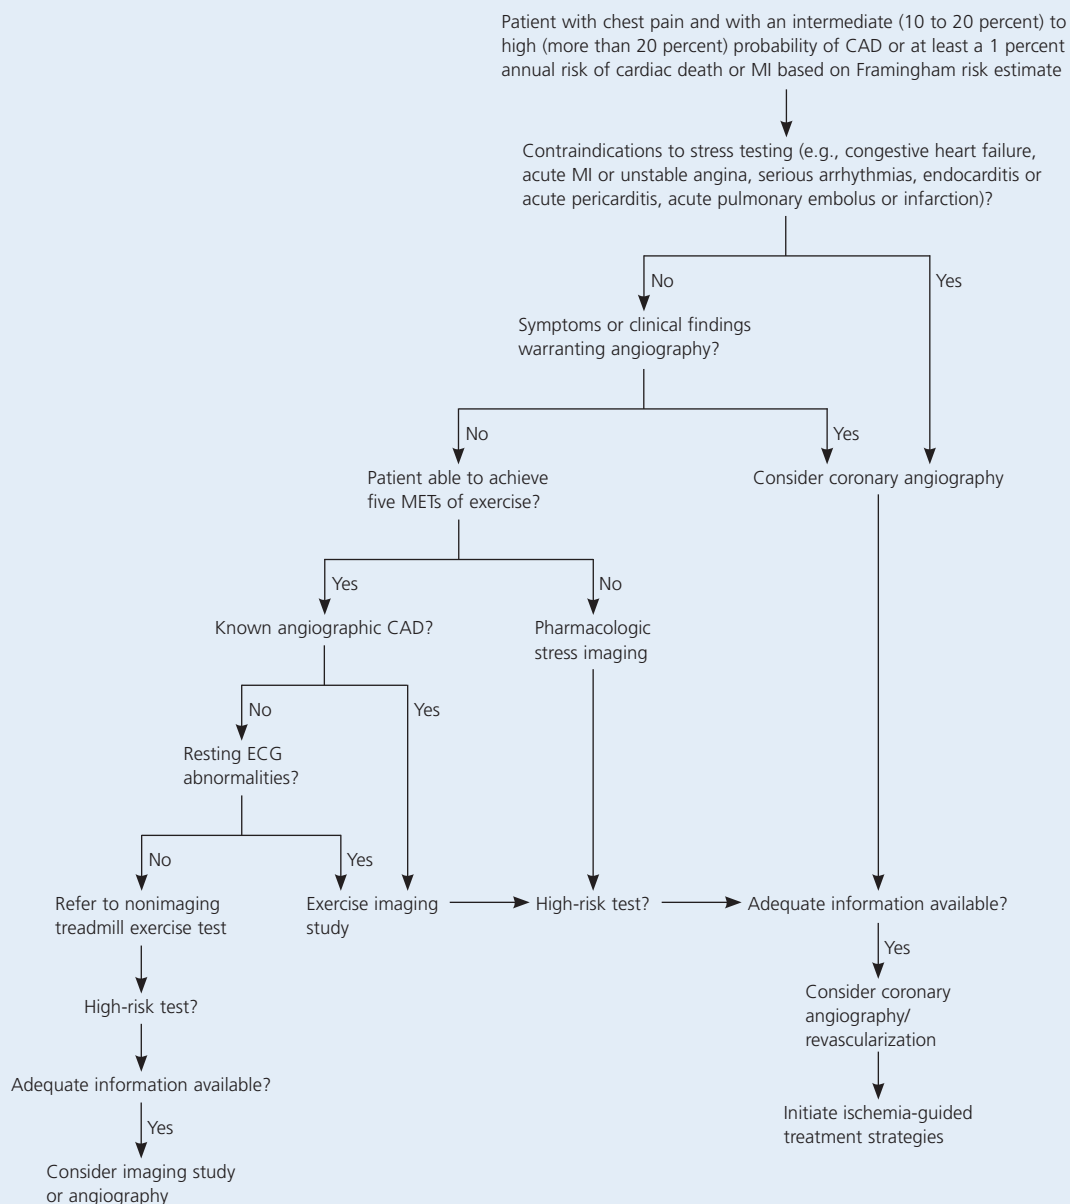 Patient with chest pain and with an intermediate (10 to 20 percent) to
high (more than 20 percent) probability of CAD or at least a 1 percent
annual risk of cardiac death or MI based on Framingham risk estimate
Contraindications to stress testing (e.g., congestive heart failure,
acute MI or unstable angina, serious arrhythmias, endocarditis or
acute pericarditis, acute pulmonary embolus or infarction)?
No
Yes
Symptoms or clinical findings
warranting angiography?
No
Yes
Patient able to achieve
five METs of exercise?
Consider coronary angiography
Yes
No
Known angiographic CAD?
Pharmacologic
stress imaging
No
Yes
Resting ECG
abnormalities?
No
Yes
Refer to nonimaging
treadmill exercise test
Exercise imaging
study
High-risk test?
Adequate information available?
Yes
High-risk test?
Consider coronary
angiography/
revascularization
Adequate information available?
Yes
Initiate ischemia-guided
treatment strategies
Consider imaging study
or angiography